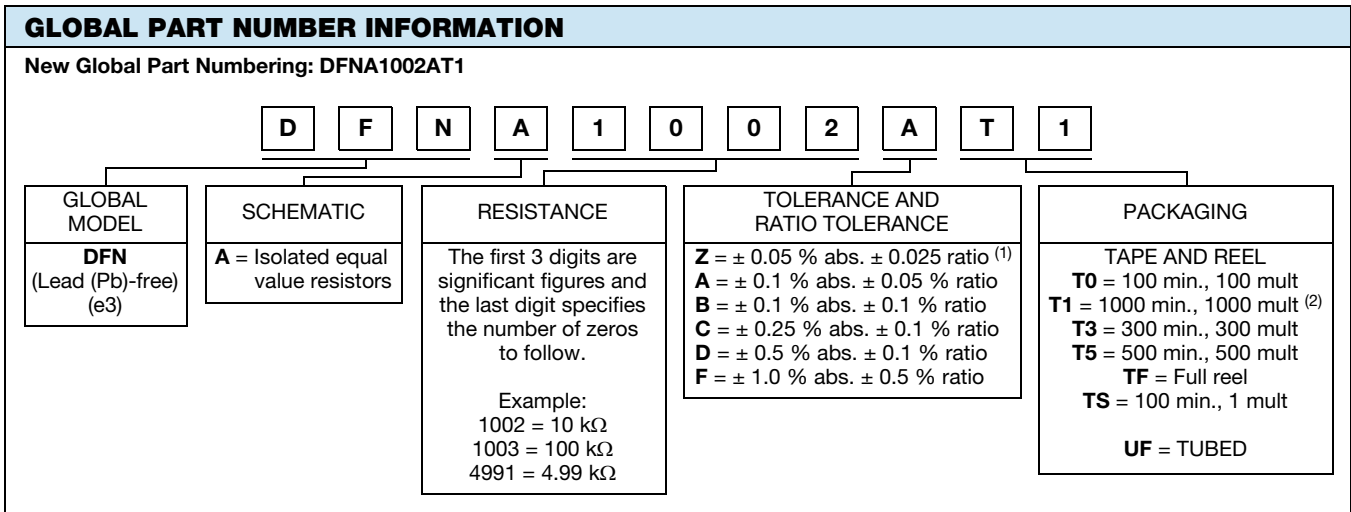 GLOBAL PART NUMBER INFORMATION
New Global Part Numbering: DFNA1002AT1
D F N A 1 0 0 2 A T 1
GLOBAL
MODEL
DFN
(Lead (Pb)-free)
(e3)
SCHEMATIC
A = Isolated equal
value resistors
RESISTANCE
The first 3 digits are
significant figures and
the last digit specifies
the number of zeros
to follow.
Example:
1002 = 10 kΩ
1003 = 100 kΩ
4991 = 4.99 kΩ
TOLERANCE AND
RATIO TOLERANCE
Z = ± 0.05 % abs. ± 0.025 ratio (1)
A = ± 0.1 % abs. ± 0.05 % ratio
B = ± 0.1 % abs. ± 0.1 % ratio
C = ± 0.25 % abs. ± 0.1 % ratio
D = ± 0.5 % abs. ± 0.1 % ratio
F = ± 1.0 % abs. ± 0.5 % ratio
PACKAGING
TAPE AND REEL
T0 = 100 min., 100 mult
T1 = 1000 min., 1000 mult (2)
T3 = 300 min., 300 mult
T5 = 500 min., 500 mult
TF = Full reel
TS = 100 min., 1 mult
UF = TUBED